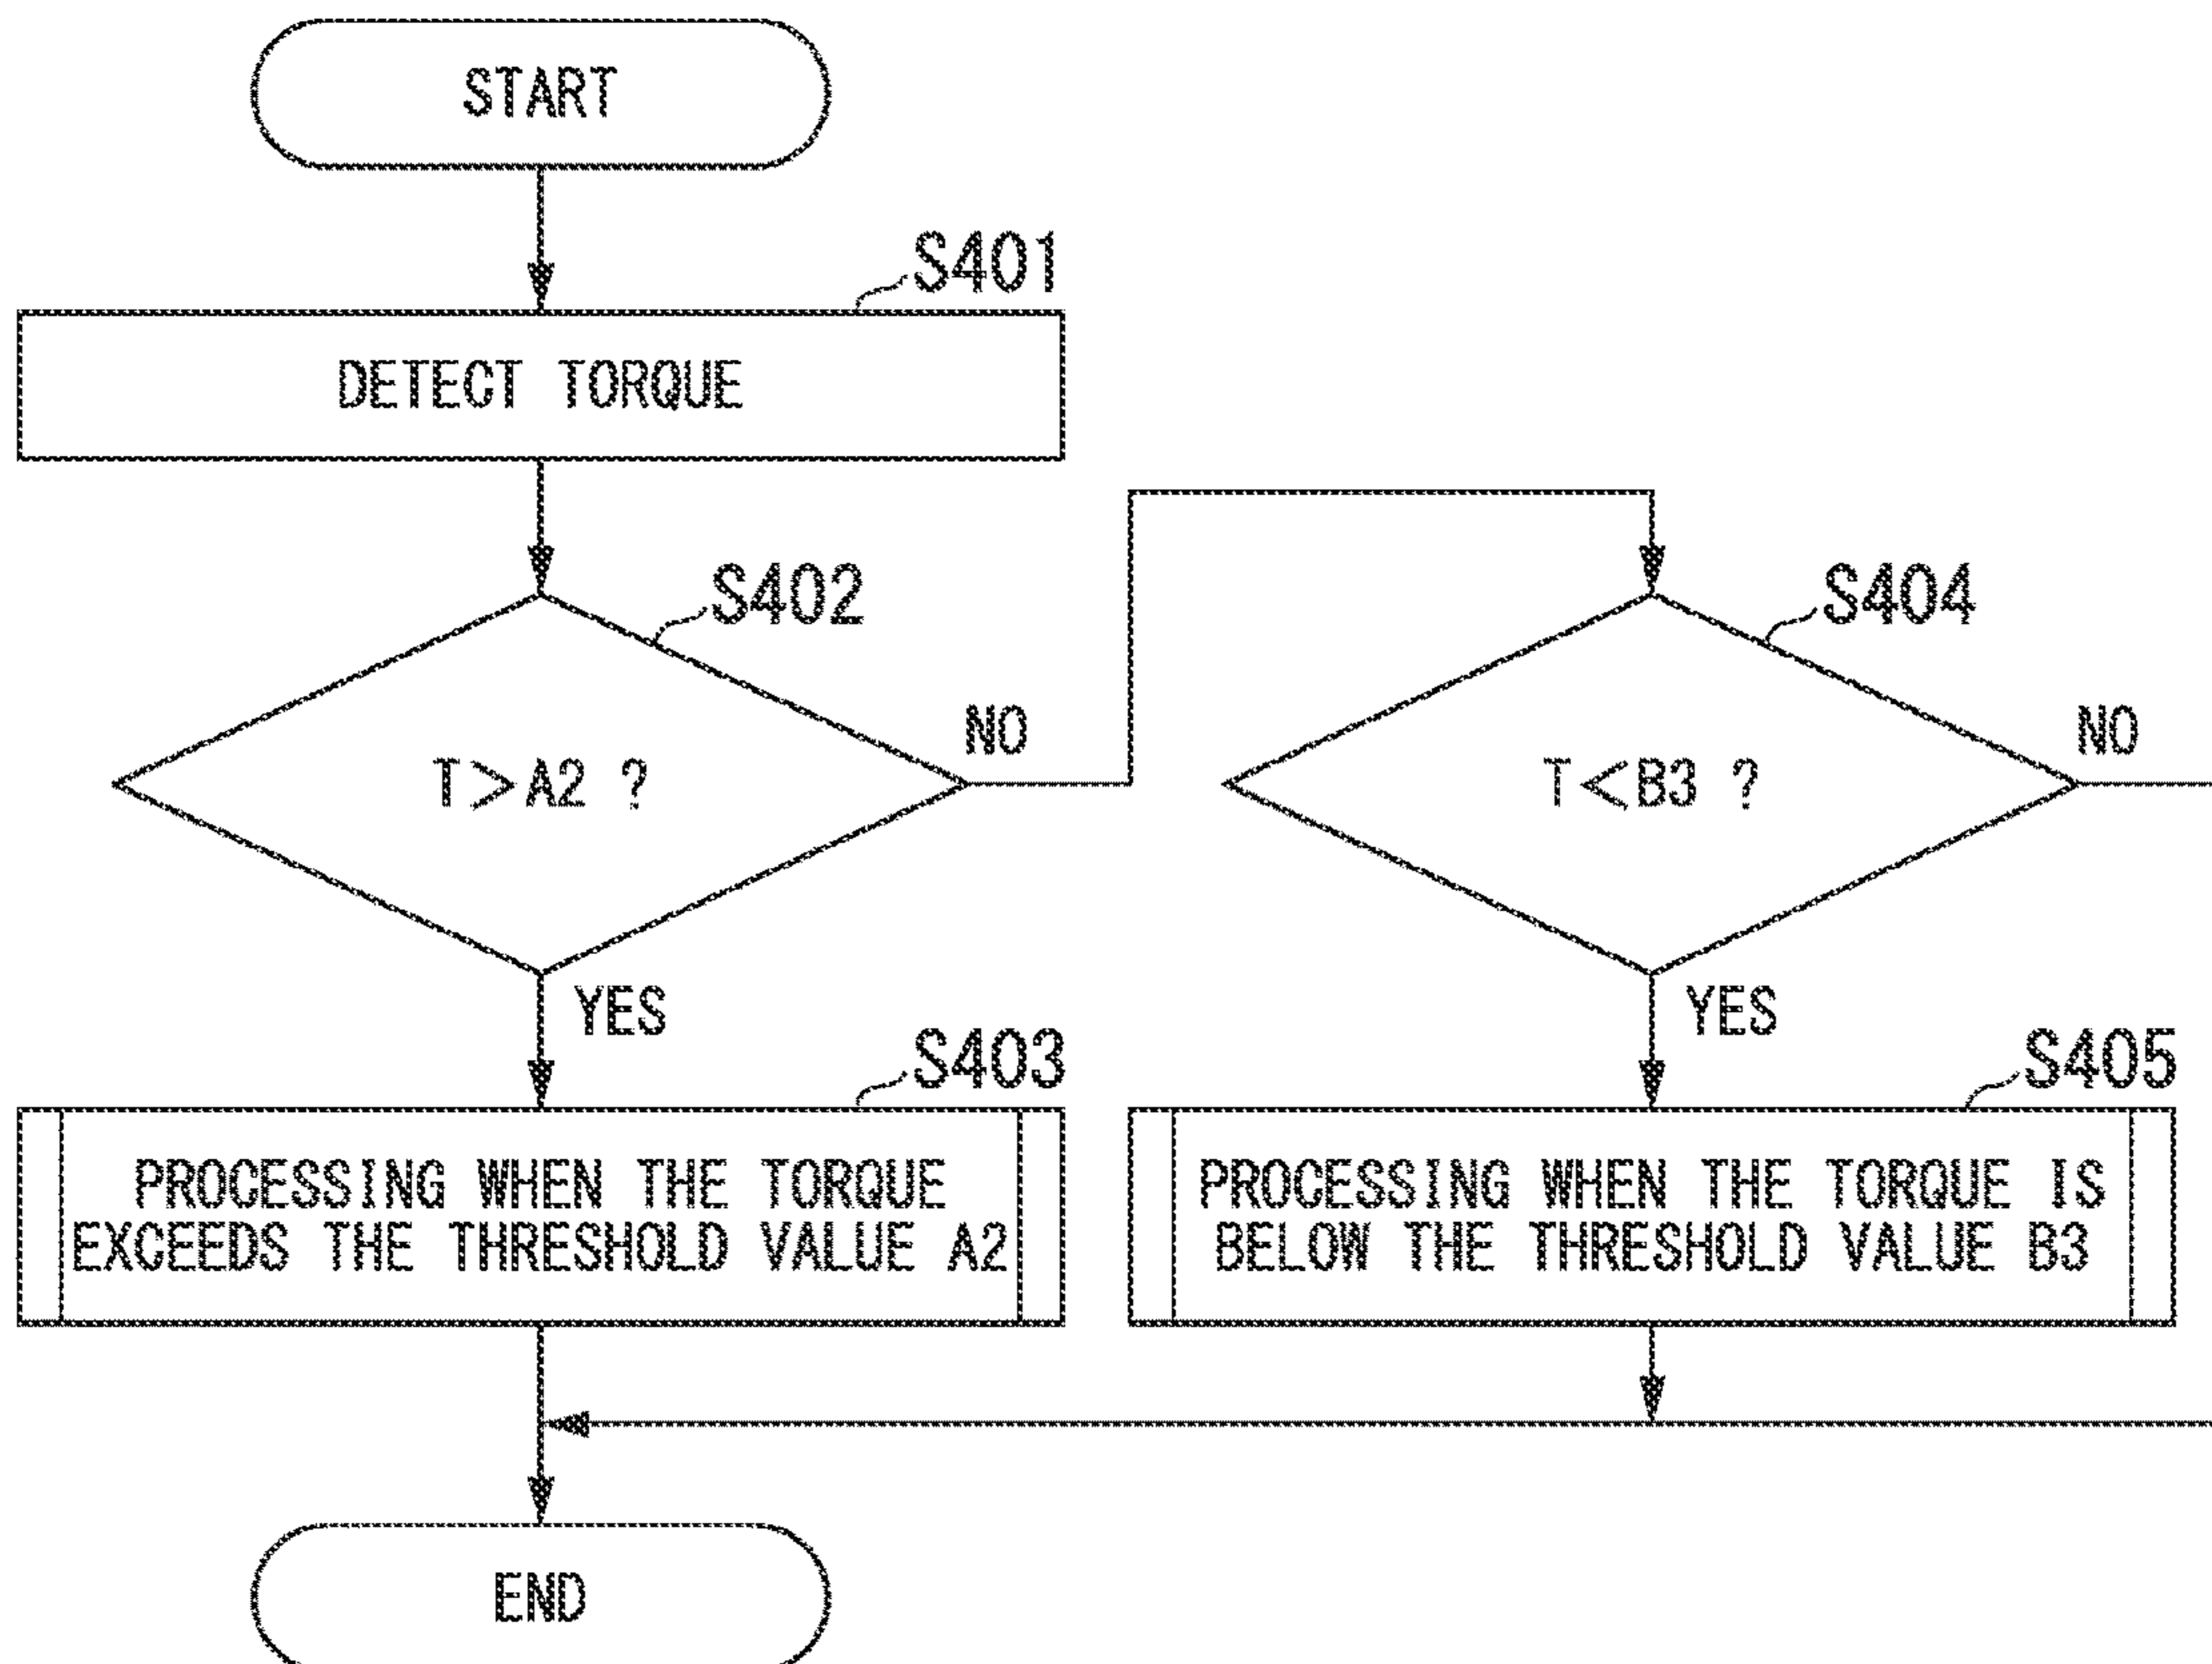 START
S401
DETECT TORQUE
S402
T>A2 ?
NO
YES
S403
PROCESSING WHEN THE TORQUE
EXCEEDS THE THRESHOLD VALUE A2
S404
T<B3 ?
NO
YES
S405
PROCESSING WHEN THE TORQUE IS
BELOW THE THRESHOLD VALUE B3
END